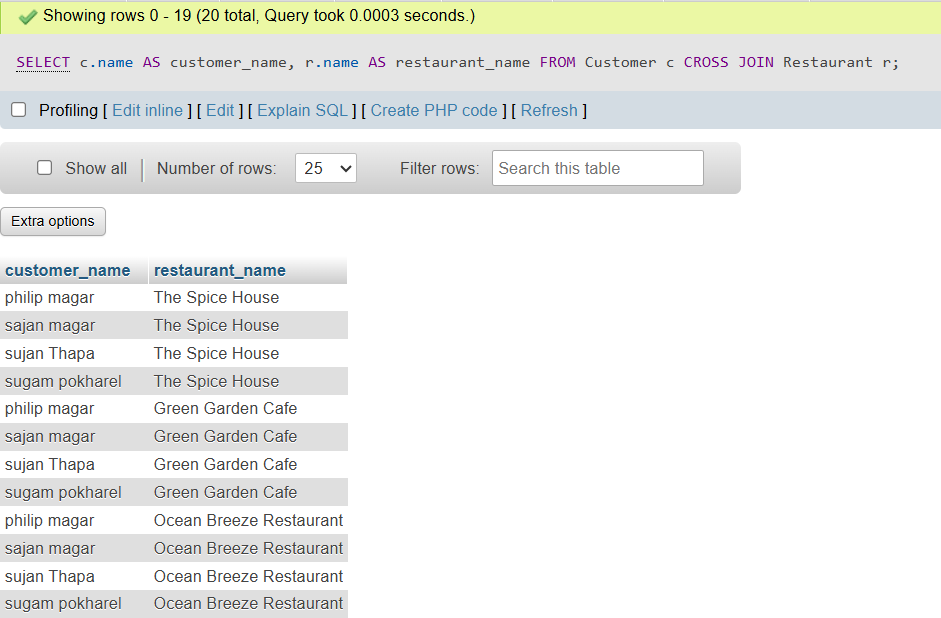 Showing rows 0 - 19 (20 total, Query took 0.0003 seconds.)
SELECT c.name AS customer_name, r.name AS restaurant_name FROM Customer c CROSS JOIN Restaurant r;
Profiling [ Edit inline ] [ Edit ] [ Explain SQL ] [ Create PHP code ] [ Refresh ]
Show all | Number of rows: 25 Filter rows: Search this table
Extra options
customer_name restaurant_name
philip magar The Spice House
sajan magar The Spice House
sujan Thapa The Spice House
sugam pokharel The Spice House
philip magar Green Garden Cafe
sajan magar Green Garden Cafe
sujan Thapa Green Garden Cafe
sugam pokharel Green Garden Cafe
philip magar Ocean Breeze Restaurant
sajan magar Ocean Breeze Restaurant
sujan Thapa Ocean Breeze Restaurant
sugam pokharel Ocean Breeze Restaurant